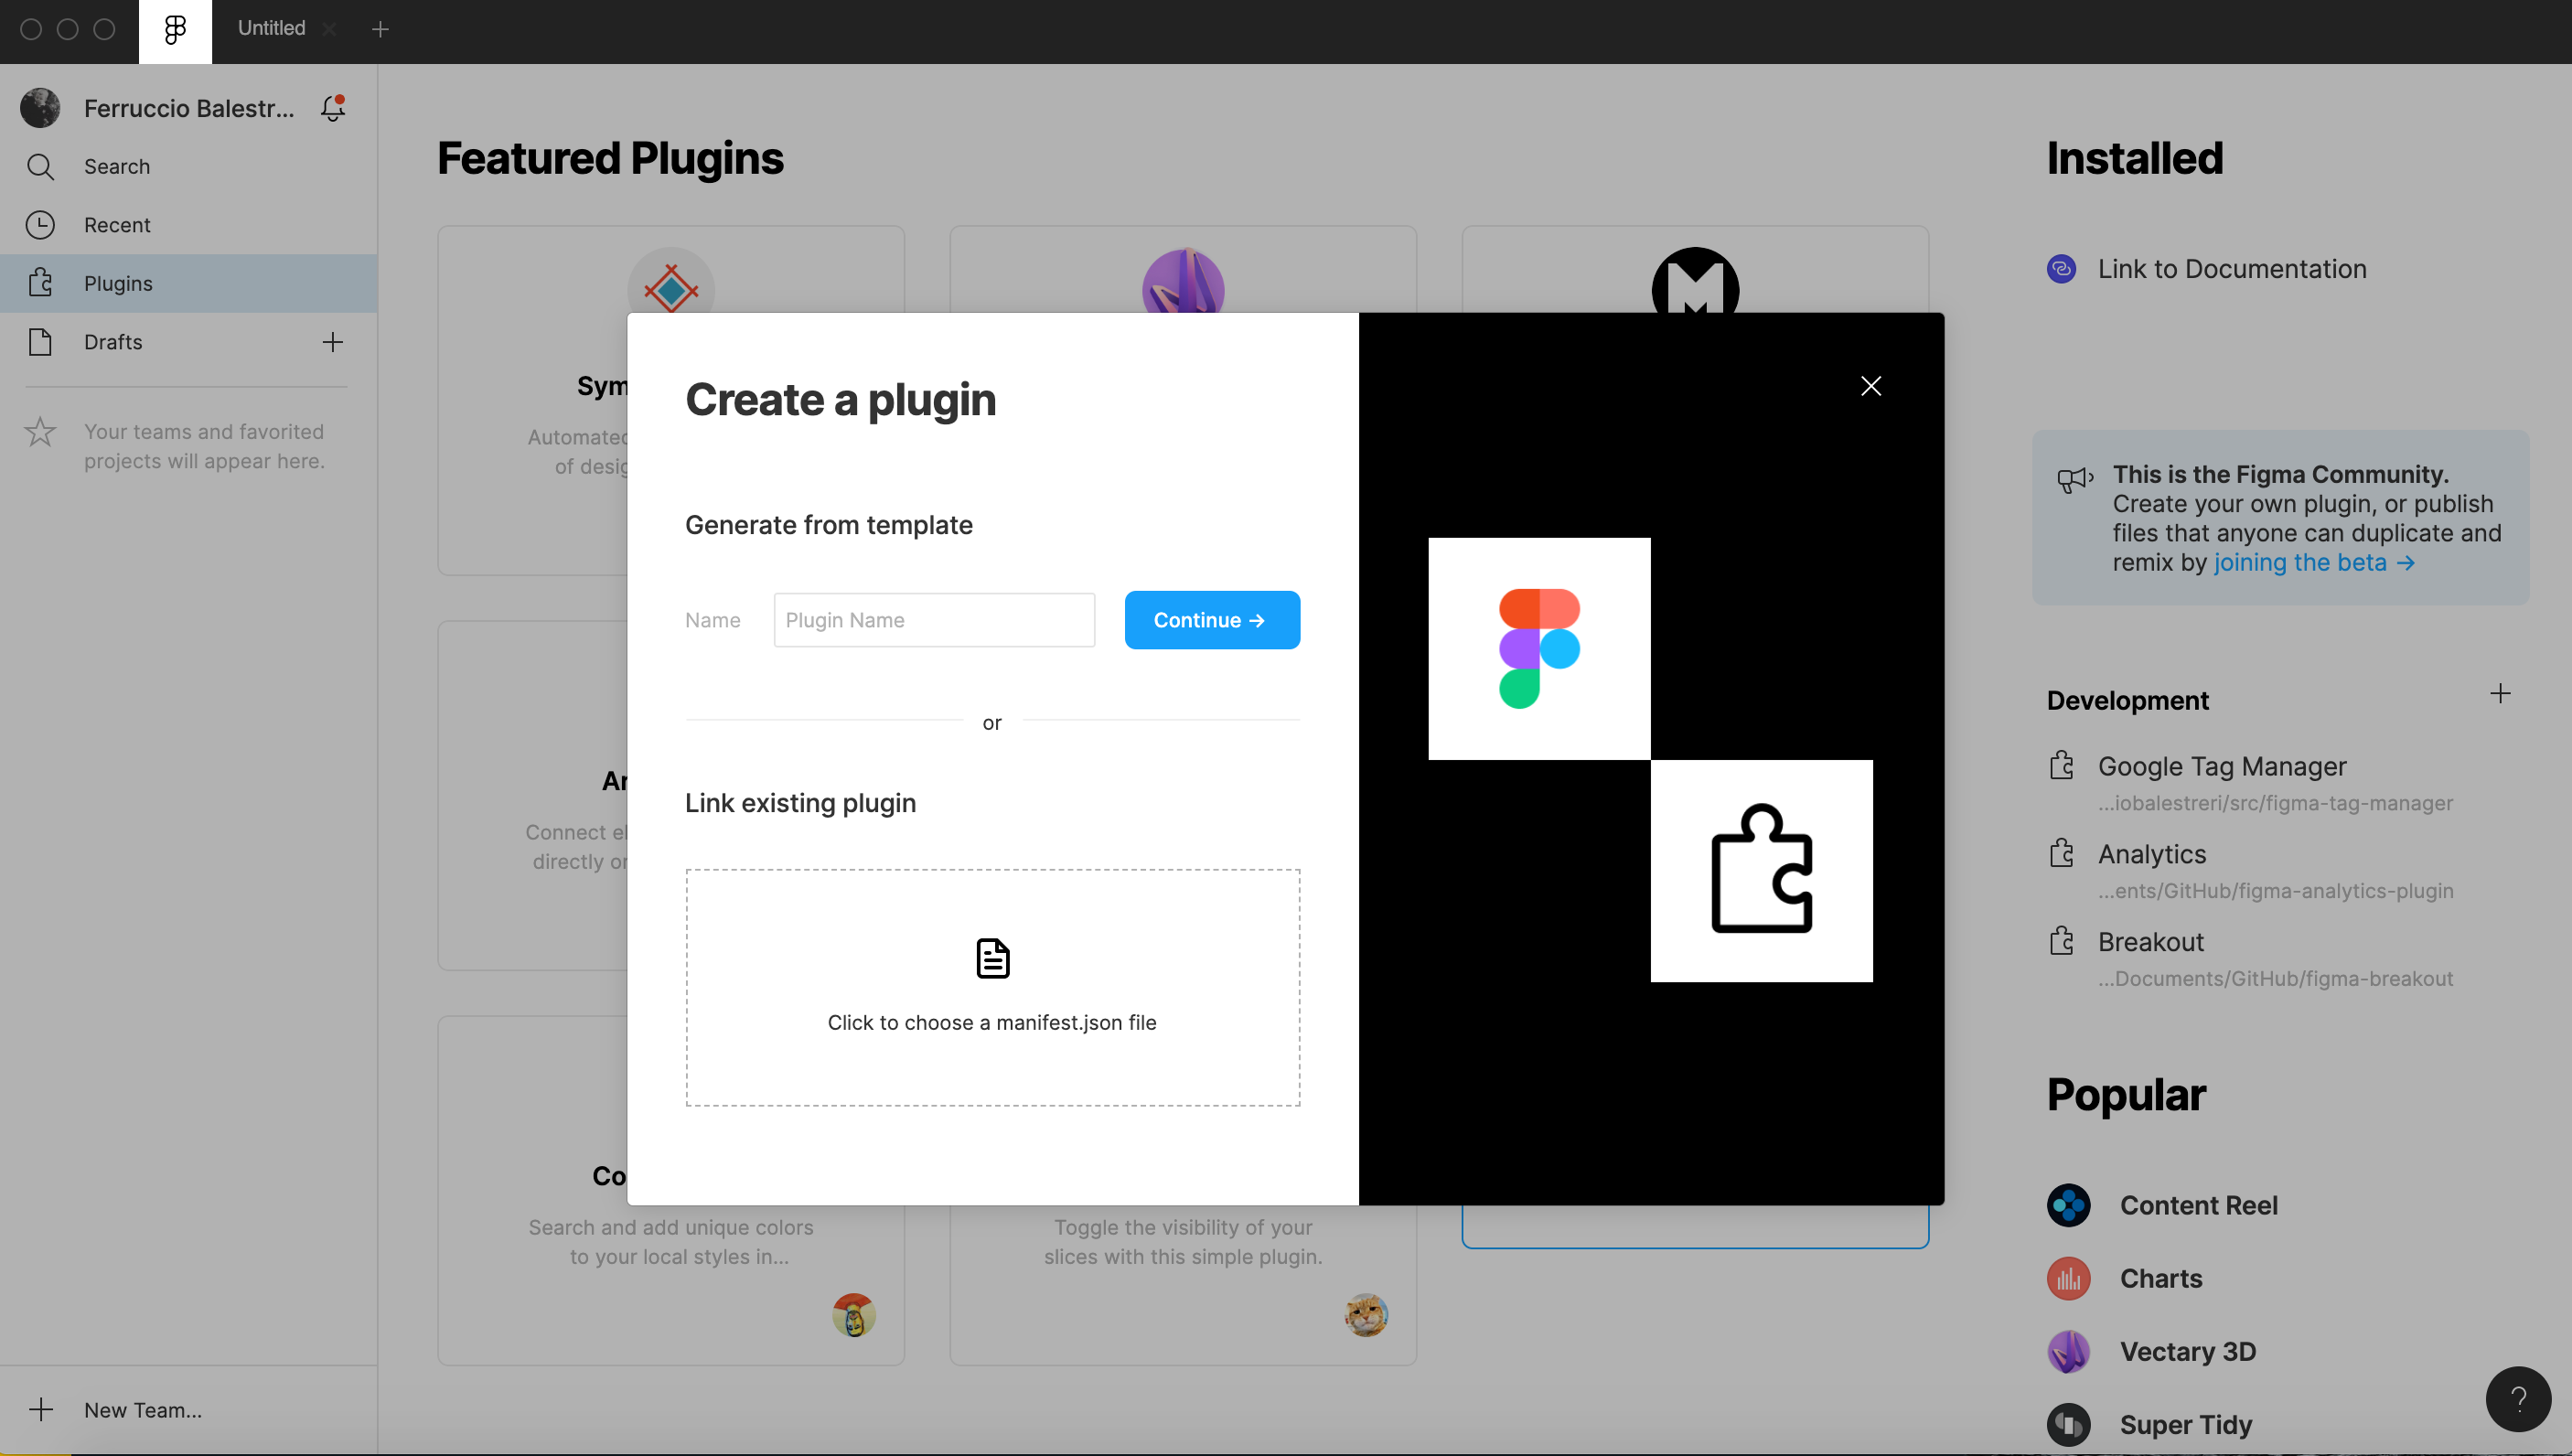 Untitled
Ferruccio Balestr...
Search
Recent
Plugins
Drafts
Your teams and favorited
projects will appear here.
New Team...
Featured Plugins
Sym
Automated
of desig
An
Connect el
directly or
Co
Search and add unique colors
to your local styles in...
Toggle the visibility of your
slices with this simple plugin.
Create a plugin
Generate from template
Name
Plugin Name
Continue →
or
Link existing plugin
Click to choose a manifest.json file
Installed
Link to Documentation
This is the Figma Community.
Create your own plugin, or publish
files that anyone can duplicate and
remix by joining the beta →
Development
Google Tag Manager
...iobalestreri/src/figma-tag-manager
Analytics
...ents/GitHub/figma-analytics-plugin
Breakout
...Documents/GitHub/figma-breakout
Popular
Content Reel
Charts
Vectary 3D
Super Tidy
?